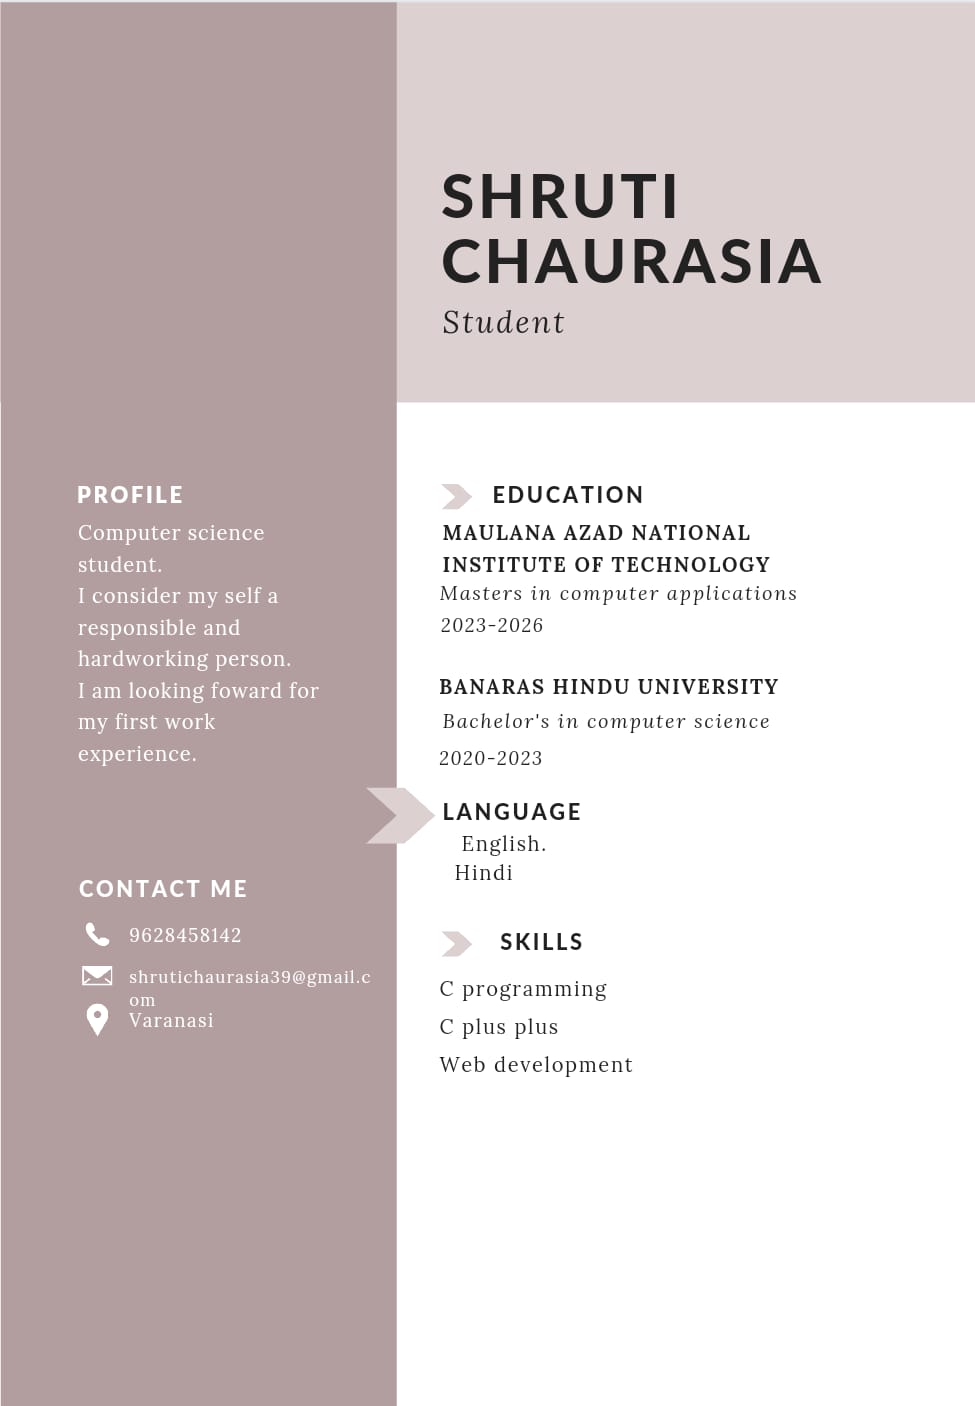 SHRUTI
CHAURASIA
Student
PROFILE
Computer science
student.
I consider my self a
responsible and
hardworking person.
I am looking foward for
my first work
experience.
CONTACT ME
9628458142
shrutichaurasia39@gmail.c
om
Varanasi
EDUCATION
MAULANA AZAD NATIONAL
INSTITUTE OF TECHNOLOGY
Masters in computer applications
2023-2026
BANARAS HINDU UNIVERSITY
Bachelor's in computer science
2020-2023
LANGUAGE
English.
Hindi
SKILLS
C programming
C plus plus
Web development